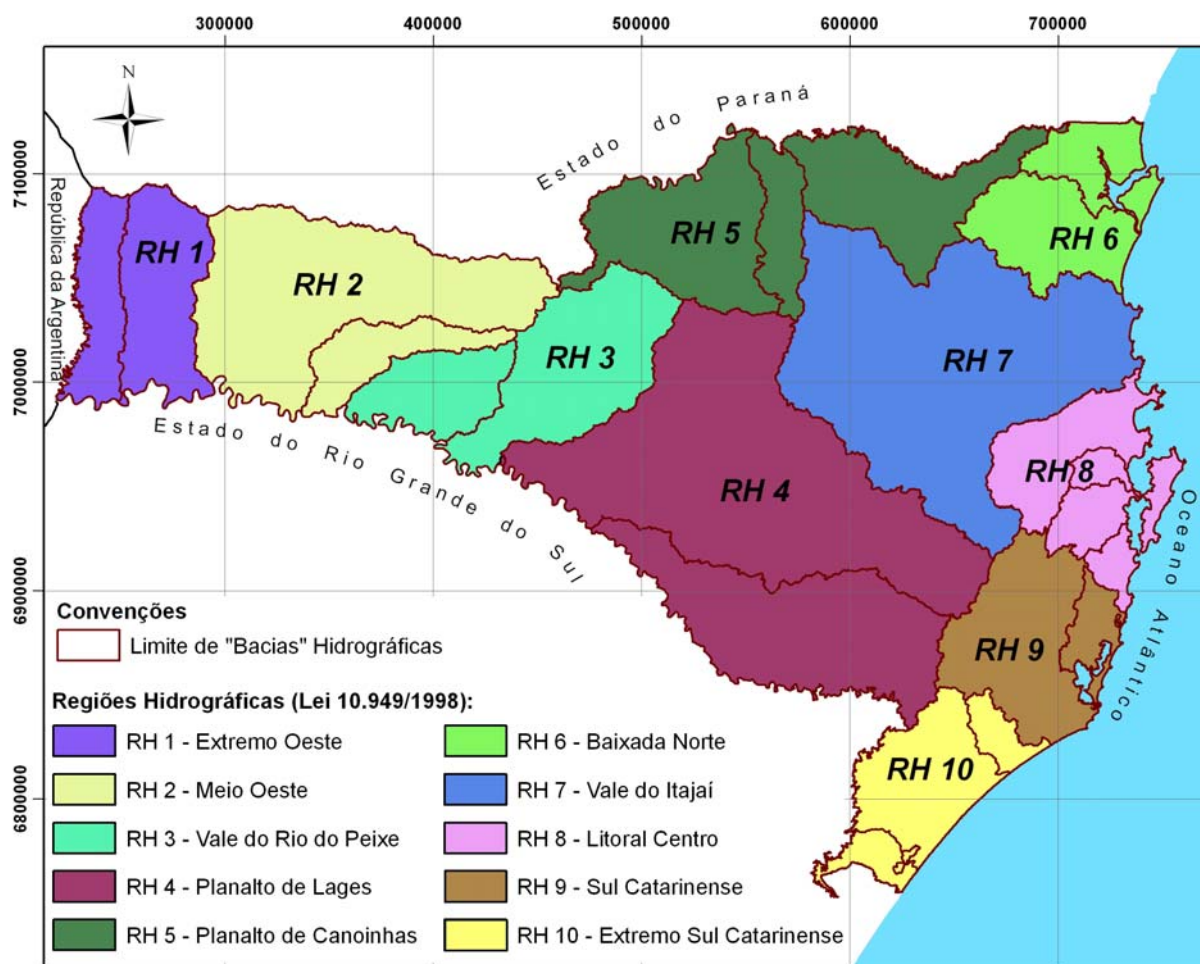 300000 400000 500000 600000 700000
N
Estado do Paraná
7100000
República da Argentina
RH 1
RH 2
RH 5
RH 6
RH 3
RH 7
7000000
Estado do Rio Grande do Sul
RH 8
RH 4
Oceano Atlântico
6900000
RH 9
RH 10
6800000
Convenções
Limite de "Bacias" Hidrográficas
Regiões Hidrográficas (Lei 10.949/1998):
RH 1 - Extremo Oeste
RH 2 - Meio Oeste
RH 3 - Vale do Rio do Peixe
RH 4 - Planalto de Lages
RH 5 - Planalto de Canoinhas
RH 6 - Baixada Norte
RH 7 - Vale do Itajaí
RH 8 - Litoral Centro
RH 9 - Sul Catarinense
RH 10 - Extremo Sul Catarinense